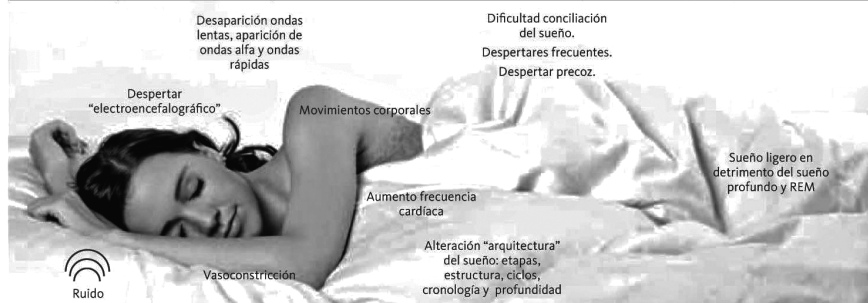 Desaparición ondas
lentas, aparición de
ondas alfa y ondas
rápidas
Dificultad conciliación
del sueño.
Despertares frecuentes.
Despertar precoz.
Despertar
“electroencefalográfico”
Movimientos corporales
Sueño ligero en
detrimento del sueño
profundo y REM
Aumento frecuencia
cardíaca
Alteración “arquitectura”
del sueño: etapas,
estructura, ciclos,
cronología y profundidad
Vasoconstricción
Ruido